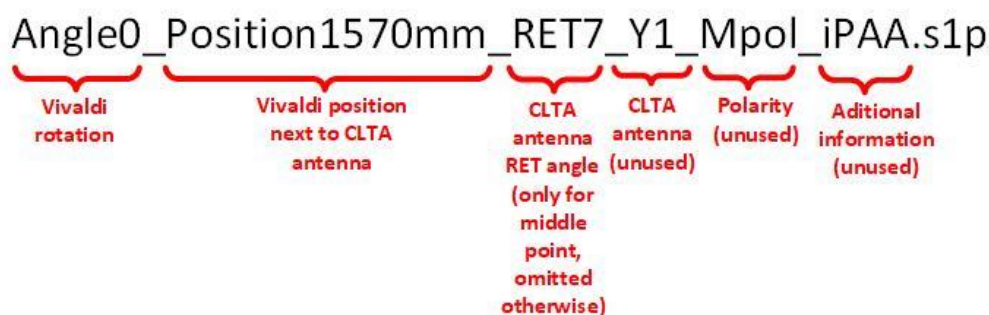 Angle0_Position1570mm_RET7_Y1_Mpol_iPAA.s1p
Vivaldi
rotation
Vivaldi position
next to CLTA
antenna
CLTA
antenna
RET angle
(only for
middle
point,
omitted
otherwise)
CLTA
antenna
(unused)
Polarity
(unused)
Aditional
information
(unused)